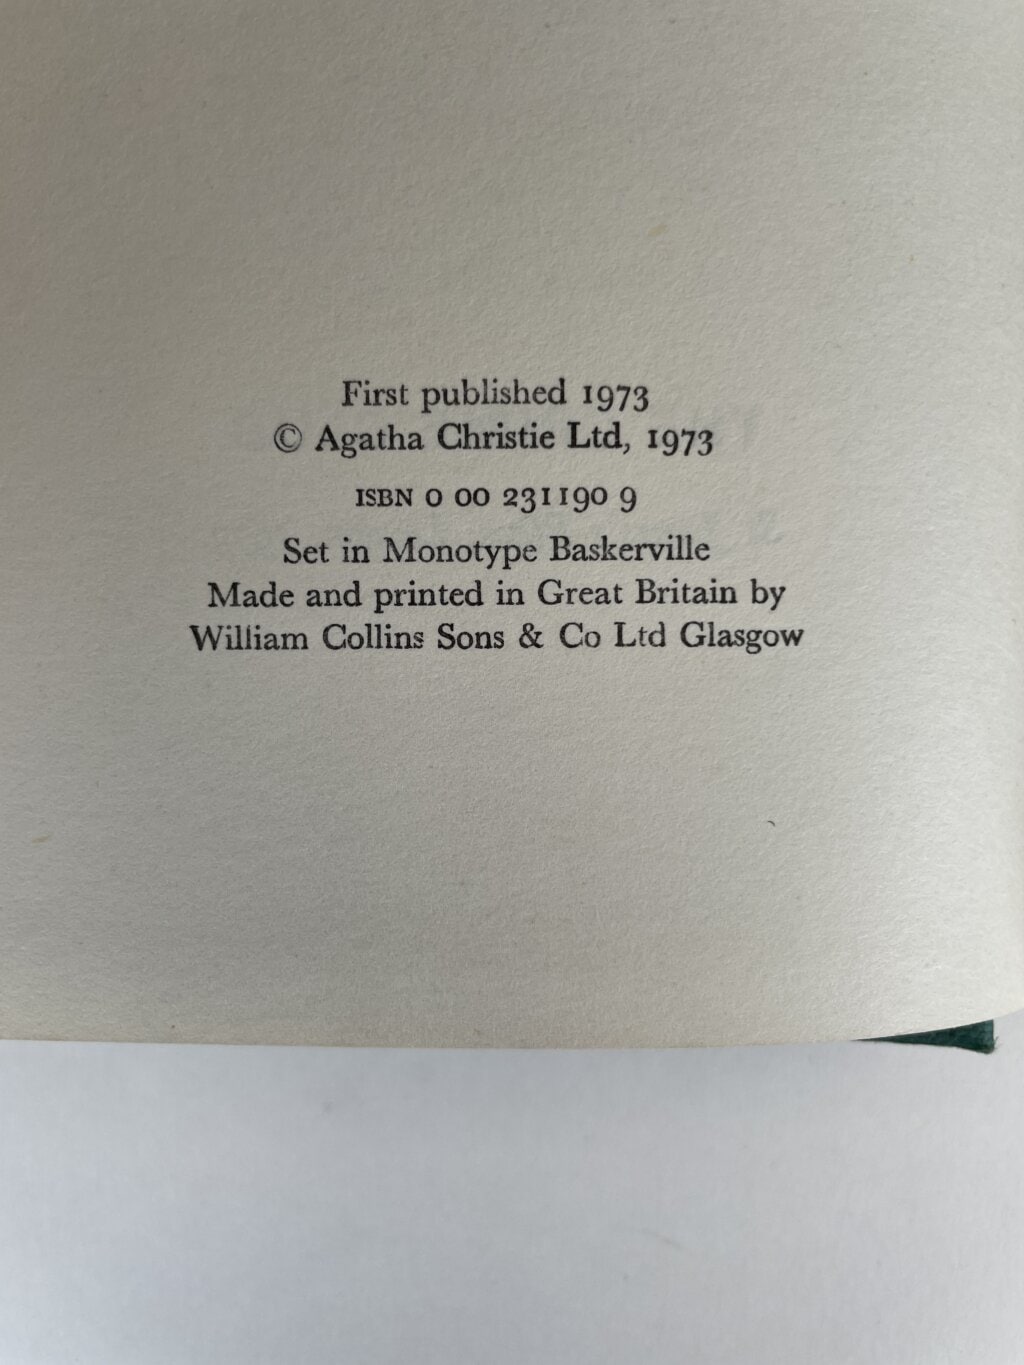 First published 1973
© Agatha Christie Ltd, 1973
ISBN 0 00 231190 9
Set in Monotype Baskerville
Made and printed in Great Britain by
William Collins Sons & Co Ltd Glasgow